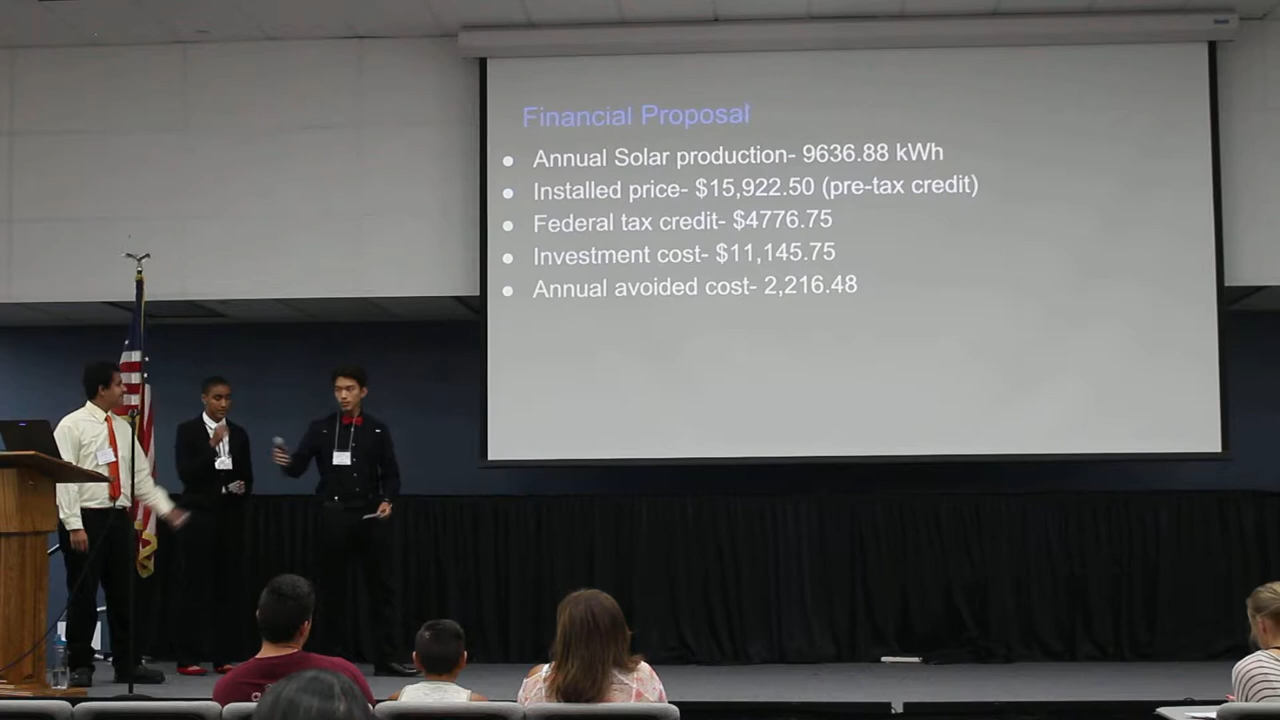 Financial Proposal
● Annual Solar production- 9636.88 kWh
● Installed price- $15,922.50 (pre-tax credit)
● Federal tax credit- $4776.75
● Investment cost- $11,145.75
● Annual avoided cost- 2,216.48